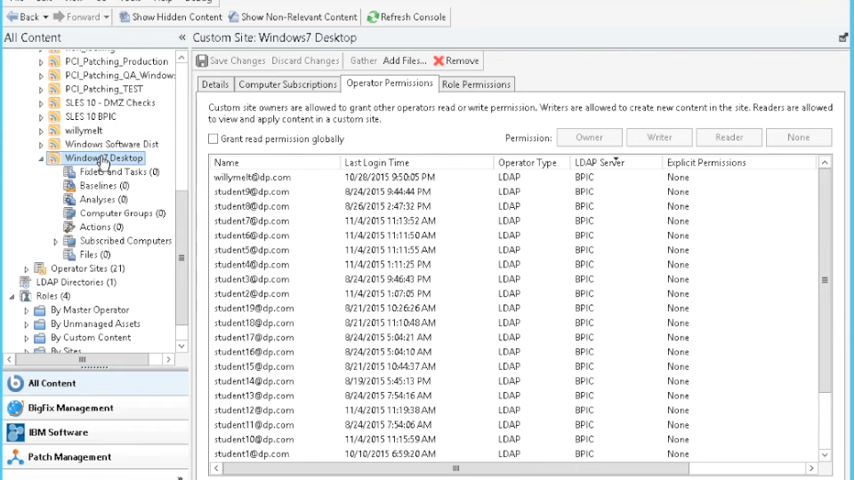 Back Forward Show Hidden Content Show Non-Relevant Content Refresh Console
All Content «
PCI_Patching_Production
PCI_Patching_QA_Window:
PCI_Patching_TEST
SLES 10 - DMZ Checks
SLES 10 BPIC
willymelt
Windows Software Dist
Windows7 Desktop
Fixlets and Tasks (0)
Baselines (0)
Analyses (0)
Computer Groups (0)
Actions (0)
Subscribed Computers
Files (0)
Operator Sites (21)
LDAP Directories (1)
Roles (4)
By Master Operator
By Unmanaged Assets
By Custom Content
By Sites
All Content
BigFix Management
IBM Software
Patch Management
»
Custom Site: Windows7 Desktop
Save Changes Discard Changes Gather Add Files... Remove
Details Computer Subscriptions Operator Permissions Role Permissions
Custom site owners are allowed to grant other operators read or write permission. Writers are allowed to create new content in the site. Readers are allowed
to view and apply content in a custom site.
Grant read permission globally Permission: Owner Writer Reader None
Name Last Login Time Operator Type LDAP Server Explicit Permissions
willymelt@dp.com 10/28/2015 9:50:05 PM LDAP BPIC None
student9@dp.com 8/24/2015 9:44:44 PM LDAP BPIC None
student8@dp.com 8/26/2015 2:47:32 PM LDAP BPIC None
student7@dp.com 11/4/2015 11:13:52 AM LDAP BPIC None
student6@dp.com 11/4/2015 11:11:50 AM LDAP BPIC None
student5@dp.com 11/4/2015 11:11:55 AM LDAP BPIC None
student4@dp.com 11/4/2015 1:11:25 PM LDAP BPIC None
student3@dp.com 8/24/2015 9:46:43 PM LDAP BPIC None
student2@dp.com 11/4/2015 1:07:05 PM LDAP BPIC None
student19@dp.com 8/21/2015 10:26:26 AM LDAP BPIC None
student18@dp.com 8/21/2015 11:10:48 AM LDAP BPIC None
student17@dp.com 8/24/2015 5:04:21 AM LDAP BPIC None
student16@dp.com 8/24/2015 5:04:10 AM LDAP BPIC None
student15@dp.com 8/21/2015 10:44:37 AM LDAP BPIC None
student14@dp.com 8/19/2015 5:45:13 PM LDAP BPIC None
student13@dp.com 8/24/2015 7:54:16 AM LDAP BPIC None
student12@dp.com 11/4/2015 11:19:38 AM LDAP BPIC None
student11@dp.com 8/24/2015 7:54:06 AM LDAP BPIC None
student10@dp.com 11/4/2015 11:15:59 AM LDAP BPIC None
student1@dp.com 10/10/2015 6:59:20 AM LDAP BPIC None